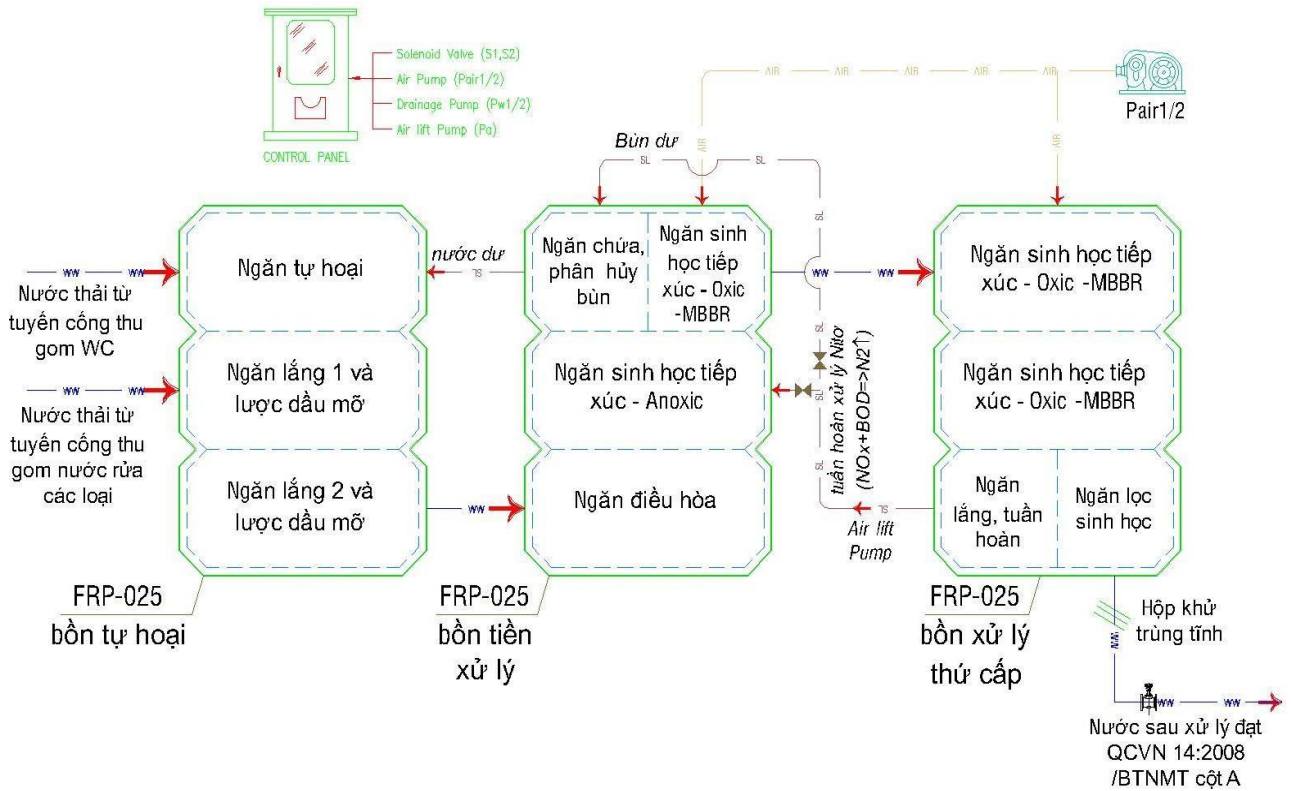 Solenoid Valve (S1,S2)
Air Pump (Pair1/2)
Drainage Pump (Pw1/2)
Air lift Pump (Pa)
CONTROL PANEL
AIR
AIR
AIR
AIR
AIR
Pair1/2
AIR
AIR
Bùn dư
SL
SL
SL
SL
Ngăn tự hoại
nước dư
SL
Ngăn chứa,
phân hủy
bùn
Ngăn sinh
học tiếp
xúc - Oxic
-MBBR
WW
WW
Ngăn sinh học tiếp
xúc - Oxic -MBBR
WW
WW
Nước thải từ
tuyến cống thu
gom WC
SL
Ngăn lắng 1 và
lược dầu mỡ
Ngăn sinh học tiếp
xúc - Anoxic
SL
SL
tuần hoàn xử lý Nitơ
(NOx+BOD=>N2↑)
Ngăn sinh học tiếp
xúc - Oxic -MBBR
WW
WW
Nước thải từ
tuyến cống thu
gom nước rửa
các loại
SL
Ngăn lắng 2 và
lược dầu mỡ
WW
Ngăn điều hòa
SL
Air lift
Pump
Ngăn
lắng, tuần
hoàn
Ngăn lọc
sinh học
FRP-025
bồn tự hoại
FRP-025
bồn tiền
xử lý
FRP-025
bồn xử lý
thứ cấp
Hộp khử
trùng tĩnh
WW
WW
WW
Nước sau xử lý đạt
QCVN 14:2008
/BTNMT cột A